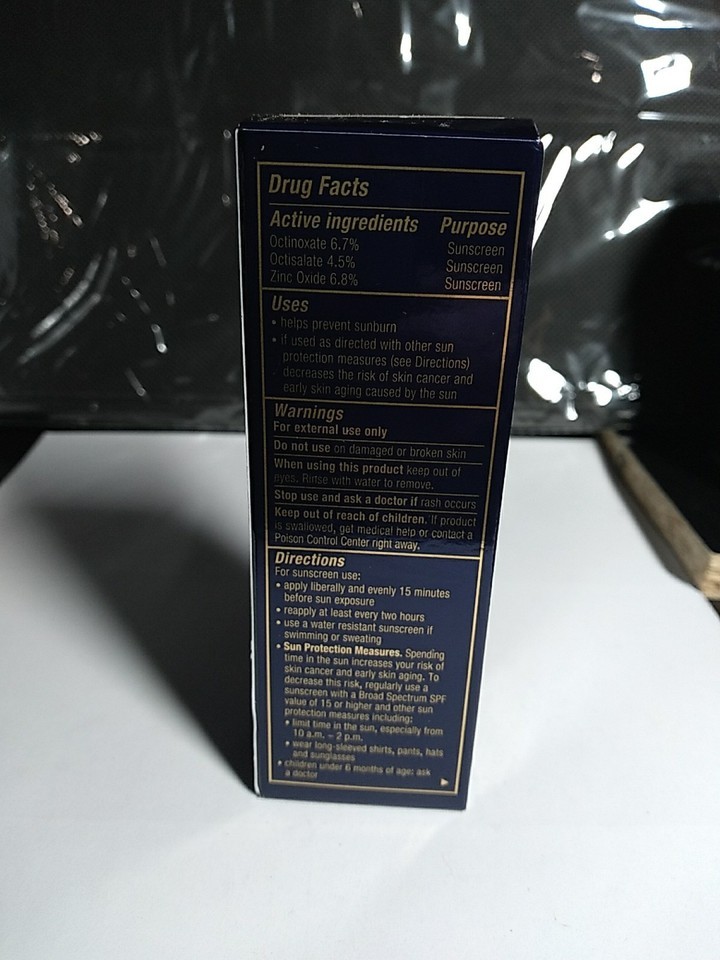 Drug Facts
Active ingredients Purpose
Octinoxate 6.7% Sunscreen
Octisalate 4.5% Sunscreen
Zinc Oxide 6.8% Sunscreen
Uses
• helps prevent sunburn
• if used as directed with other sun
protection measures (see Directions)
decreases the risk of skin cancer and
early skin aging caused by the sun
Warnings
For external use only
Do not use on damaged or broken skin
When using this product keep out of
eyes. Rinse with water to remove.
Stop use and ask a doctor if rash occurs
Keep out of reach of children. If product
is swallowed, get medical help or contact a
Poison Control Center right away.
Directions
For sunscreen use:
• apply liberally and evenly 15 minutes
before sun exposure
• reapply at least every two hours
• use a water resistant sunscreen if
swimming or sweating
• Sun Protection Measures. Spending
time in the sun increases your risk of
skin cancer and early skin aging. To
decrease this risk, regularly use a
sunscreen with a Broad Spectrum SPF
value of 15 or higher and other sun
protection measures including:
• limit time in the sun, especially from
10 a.m. – 2 p.m.
• wear long-sleeved shirts, pants, hats
and sunglasses
• children under 6 months of age: ask
a doctor